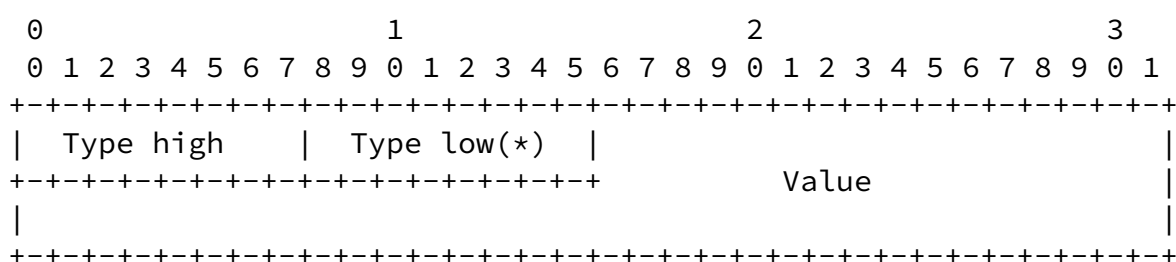 0                   1                   2                   3
 0 1 2 3 4 5 6 7 8 9 0 1 2 3 4 5 6 7 8 9 0 1 2 3 4 5 6 7 8 9 0 1
+-+-+-+-+-+-+-+-+-+-+-+-+-+-+-+-+-+-+-+-+-+-+-+-+-+-+-+-+-+-+-+-+
|  Type high    |  Type low(*)  |                               |
+-+-+-+-+-+-+-+-+-+-+-+-+-+-+-+-+          Value                |
|                                                               |
+-+-+-+-+-+-+-+-+-+-+-+-+-+-+-+-+-+-+-+-+-+-+-+-+-+-+-+-+-+-+-+-+